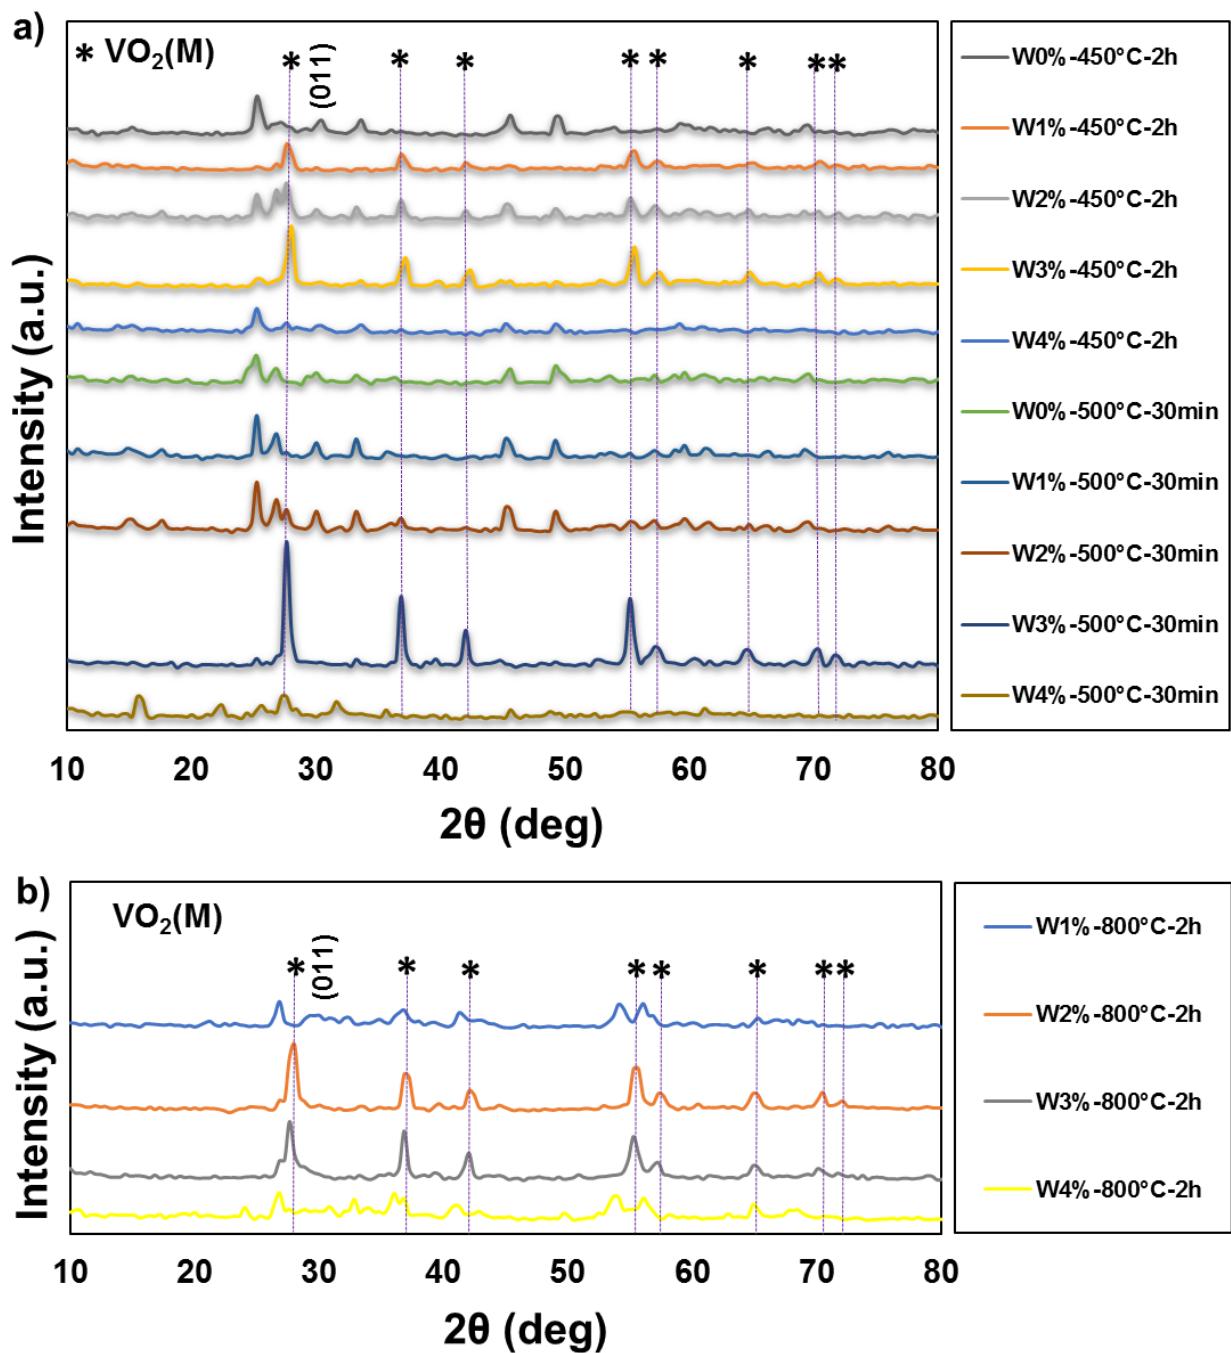 a)
* VO₂(M)
* * * * * * * *
(011)
Intensity (a.u.)
10 20 30 40 50 60 70 80
2θ (deg)
W0%-450°C-2h
W1%-450°C-2h
W2%-450°C-2h
W3%-450°C-2h
W4%-450°C-2h
W0%-500°C-30min
W1%-500°C-30min
W2%-500°C-30min
W3%-500°C-30min
W4%-500°C-30min
b)
VO₂(M)
* * * * * * * *
(011)
Intensity (a.u.)
10 20 30 40 50 60 70 80
2θ (deg)
W1%-800°C-2h
W2%-800°C-2h
W3%-800°C-2h
W4%-800°C-2h